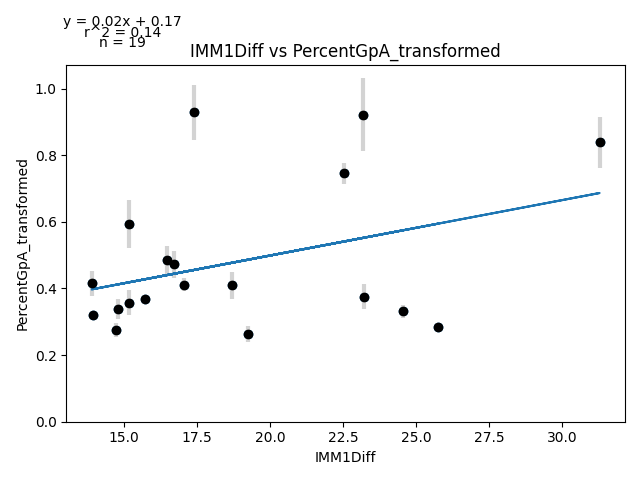 y = 0.02x + 0.17
r^2 = 0.14
n = 19
IMM1Diff vs PercentGpA_transformed
1.0
0.8
0.6
0.4
0.2
0.0
PercentGpA_transformed
15.0 17.5 20.0 22.5 25.0 27.5 30.0
IMM1Diff